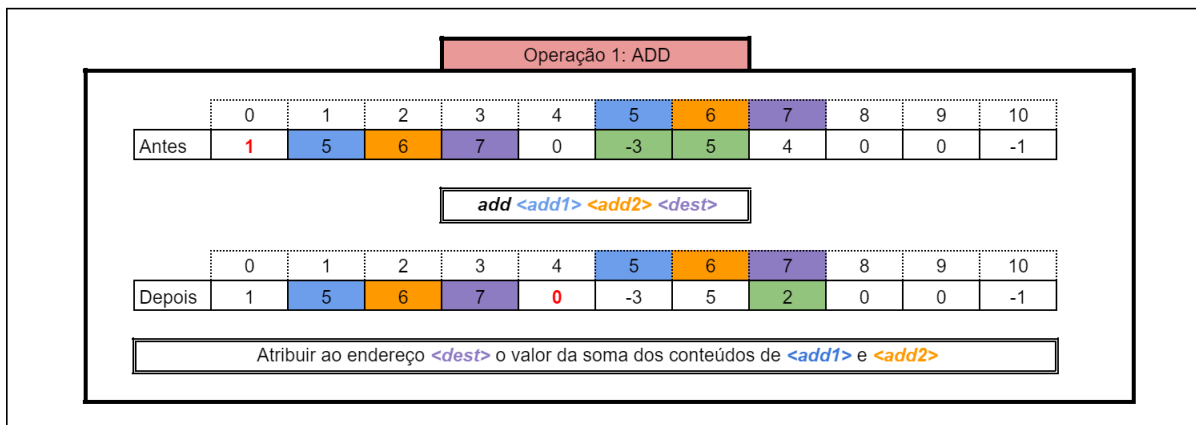 Operação 1: ADD
0 1 2 3 4 5 6 7 8 9 10
Antes 1 5 6 7 0 -3 5 4 0 0 -1
add <add1> <add2> <dest>
0 1 2 3 4 5 6 7 8 9 10
Depois 1 5 6 7 0 -3 5 2 0 0 -1
Atribuir ao endereço <dest> o valor da soma dos conteúdos de <add1> e <add2>